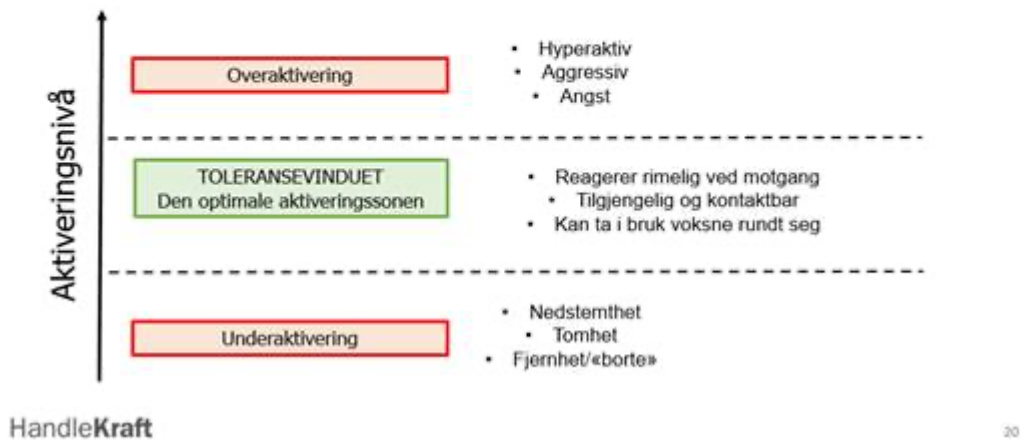 Aktiveringsnivå
Overaktivering
• Hyperaktiv
• Aggressiv
• Angst
TOLERANSEVINDUET
Den optimale aktiveringssonen
• Reagerer rimelig ved motgang
• Tilgjengelig og kontaktbar
• Kan ta i bruk voksne rundt seg
Underaktivering
• Nedstemthet
• Tomhet
• Fjernhet/«borte»
HandleKraft
20